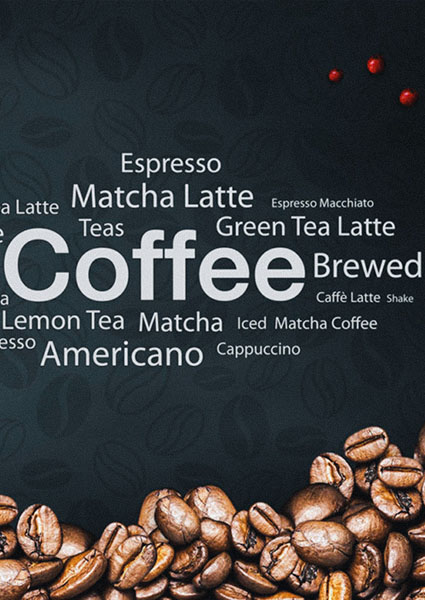 Espresso
Matcha Latte
Espresso Macchiato
a Latte
Teas
Green Tea Latte
e
Coffee
Brewed
a
Caffè Latte
Shake
Lemon Tea
Matcha
Iced Matcha Coffee
esso
Americano
Cappuccino